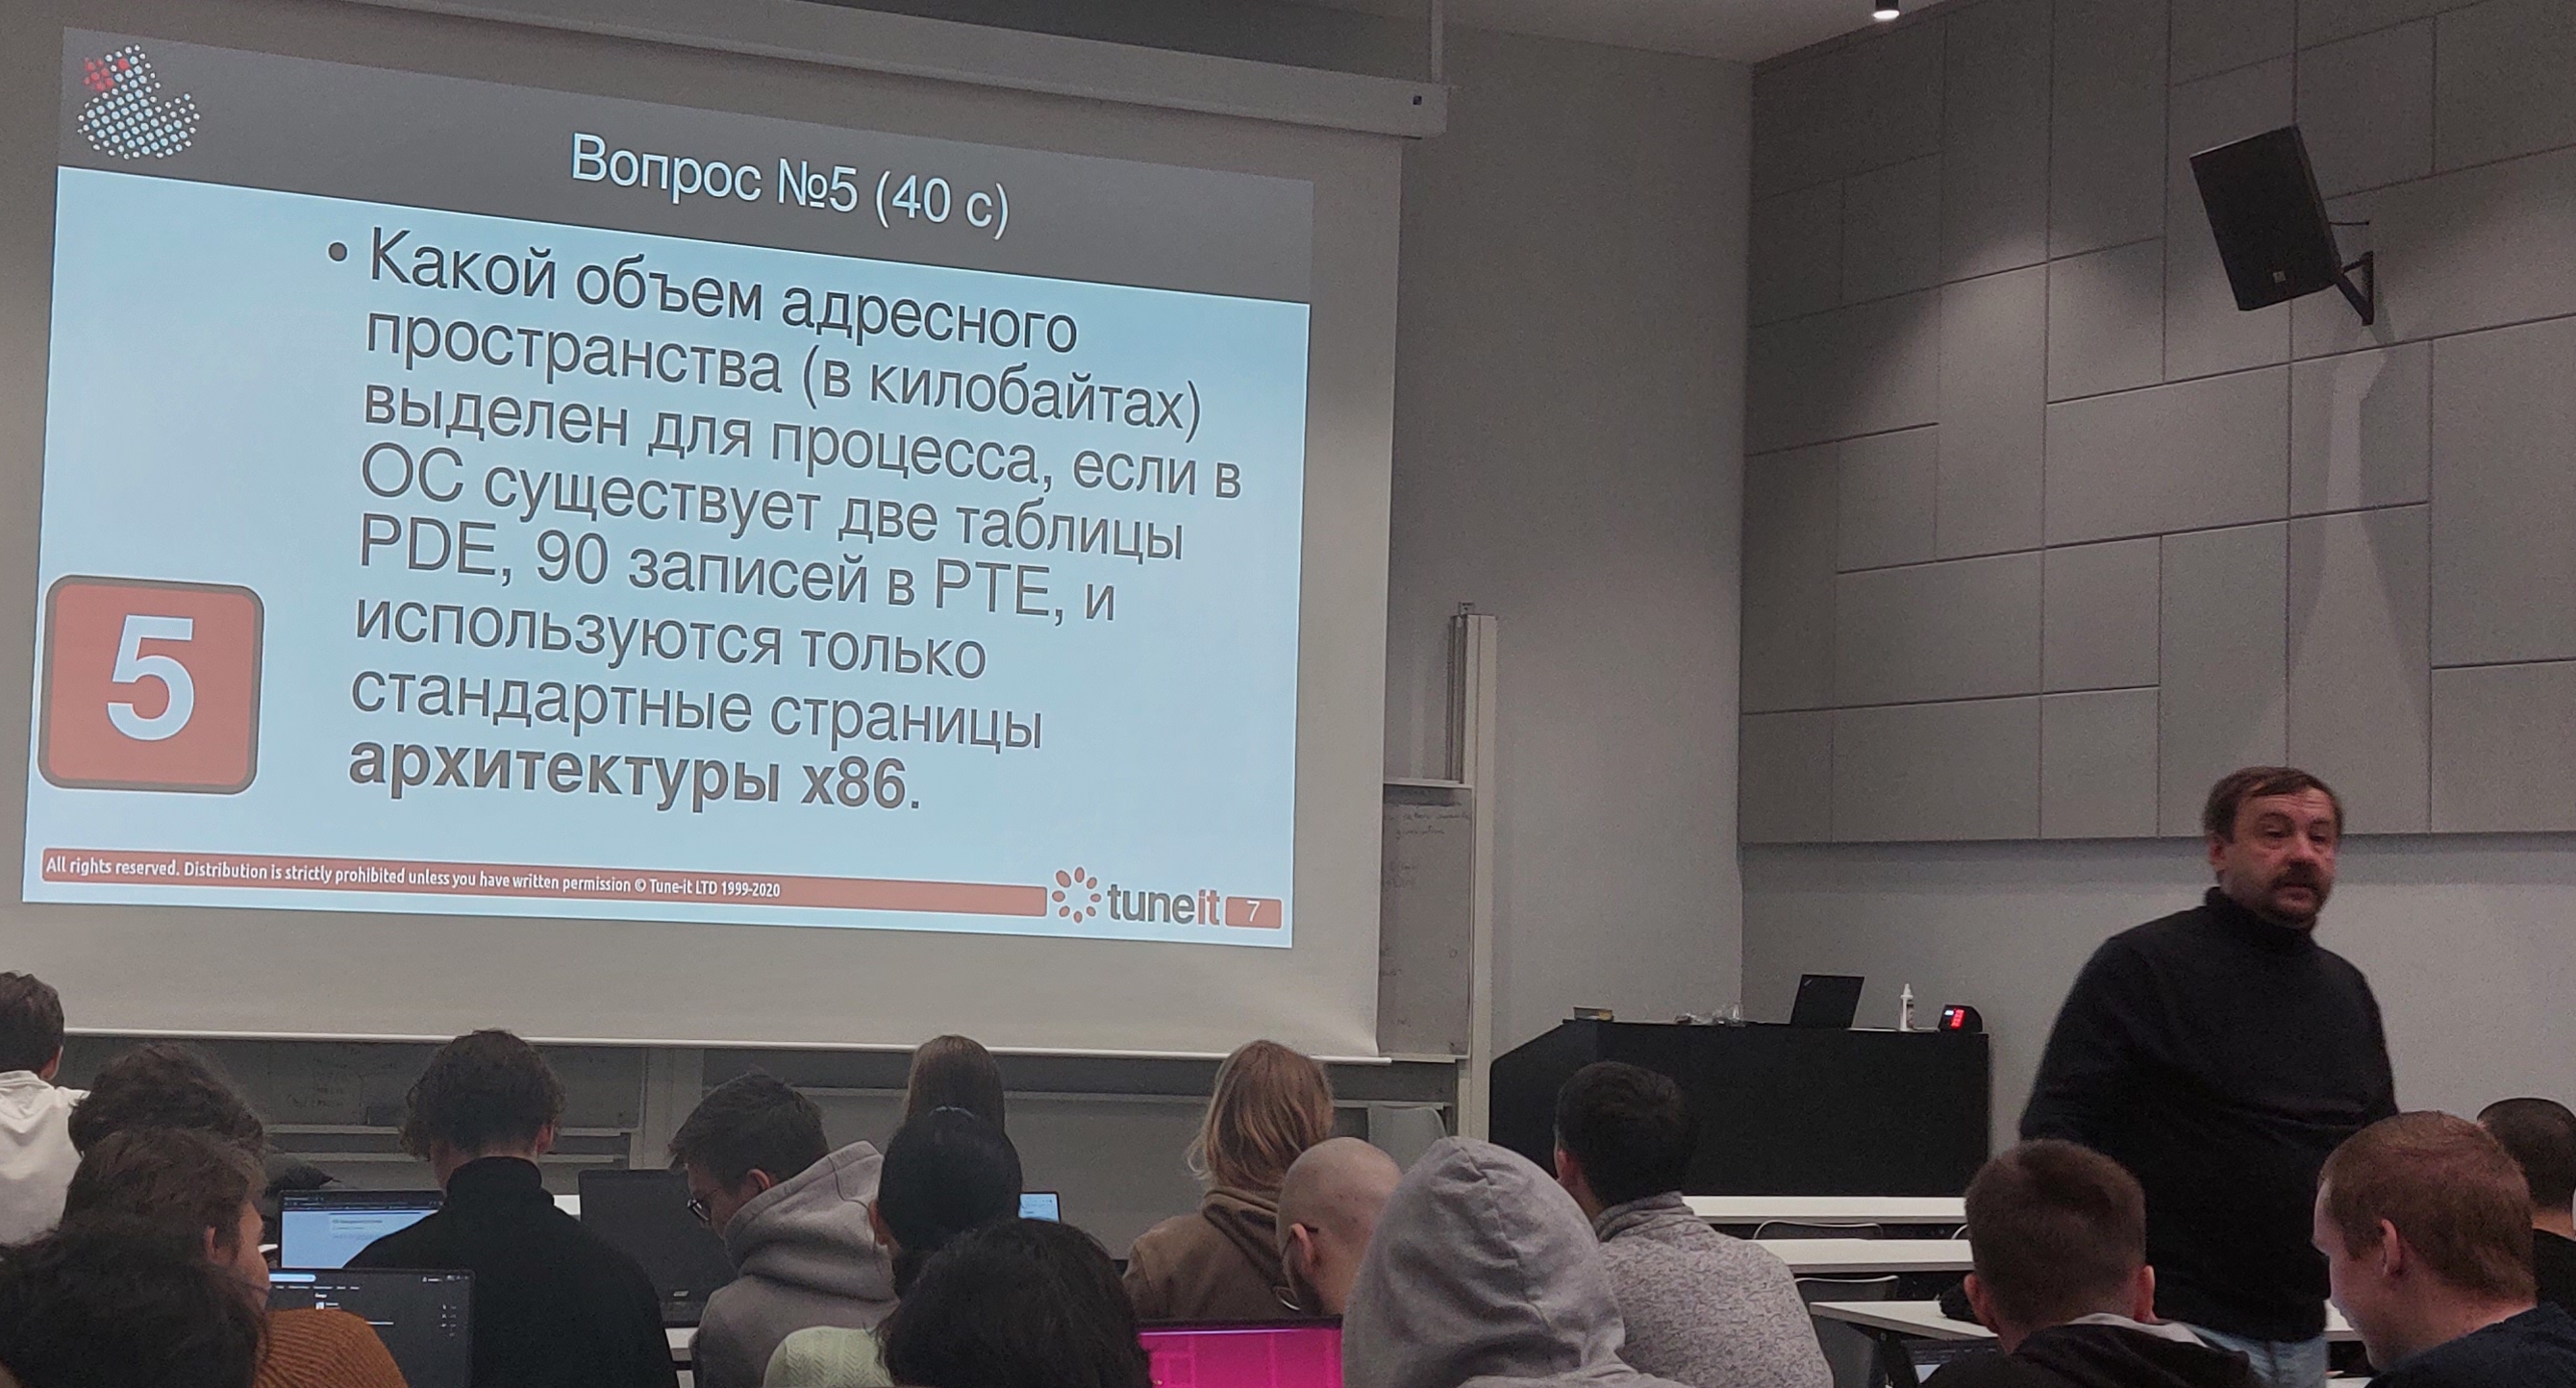 Вопрос №5 (40 с)
• Какой объем адресного
пространства (в килобайтах)
выделен для процесса, если в
ОС существует две таблицы
PDE, 90 записей в PTE, и
используются только
стандартные страницы
архитектуры x86.
5
All rights reserved. Distribution is strictly prohibited unless you have written permission © Tune-it LTD 1999-2020
tuneit 7